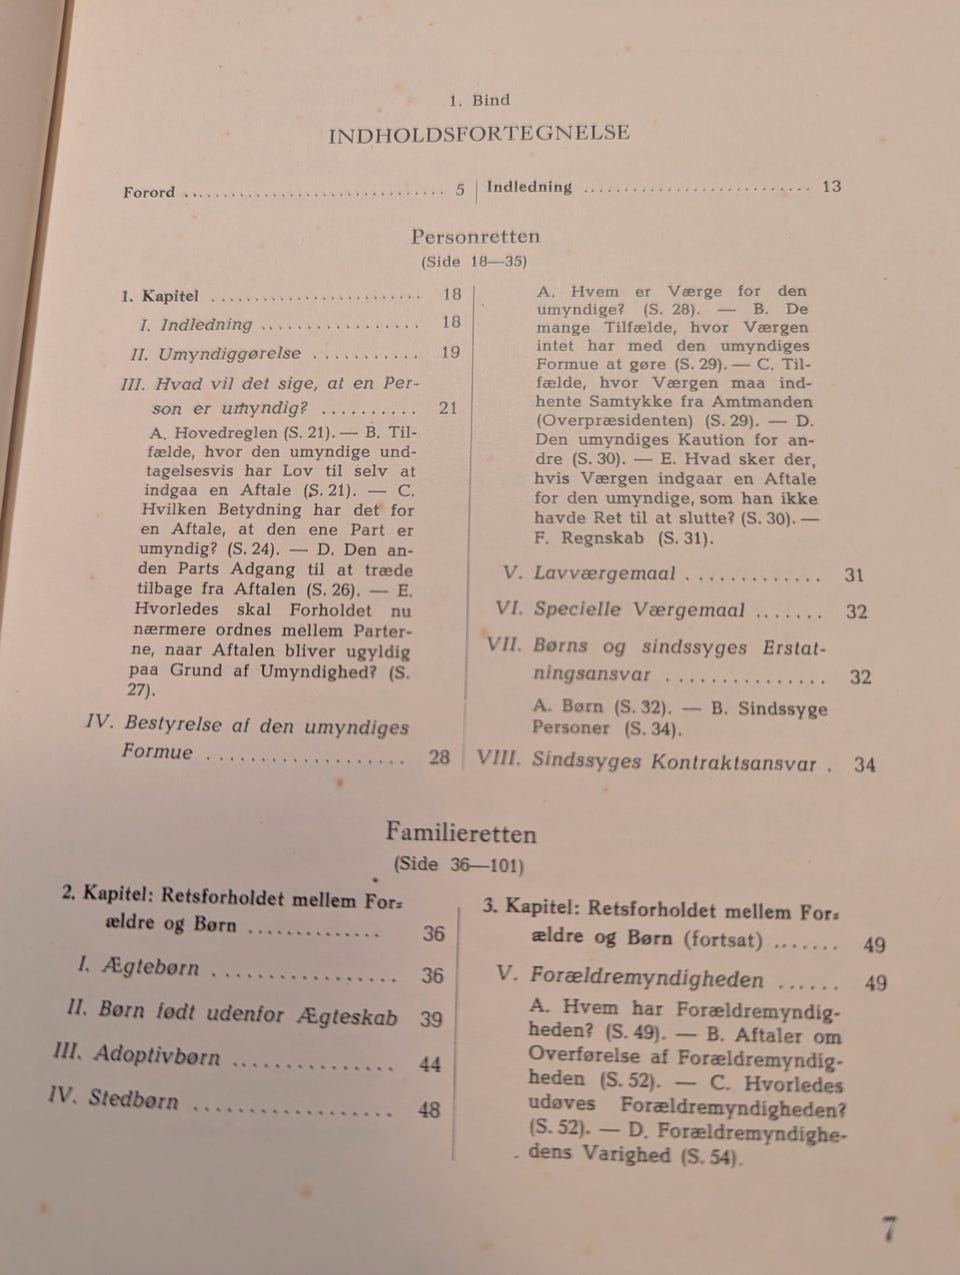 1. Bind
INDHOLDSFORTEGNELSE
Forord ............................. 5
Indledning ........................... 13
Personretten
(Side 18—35)
1. Kapitel ......................... 18
I. Indledning ................. 18
II. Umyndiggørelse ........... 19
III. Hvad vil det sige, at en Per-
son er umyndig? .......... 21
A. Hovedreglen (S. 21). — B. Til-
fælde, hvor den umyndige und-
tagelsesvis har Lov til selv at
indgaa en Aftale (S. 21). — C.
Hvilken Betydning har det for
en Aftale, at den ene Part er
umyndig? (S. 24). — D. Den an-
den Parts Adgang til at træde
tilbage fra Aftalen (S. 26). — E.
Hvorledes skal Forholdet nu
nærmere ordnes mellem Parter-
ne, naar Aftalen bliver ugyldig
paa Grund af Umyndighed? (S.
27).
IV. Bestyrelse af den umyndiges
Formue ................... 28
A. Hvem er Værge for den
umyndige? (S. 28). — B. De
mange Tilfælde, hvor Værgen
intet har med den umyndiges
Formue at gøre (S. 29). — C. Til-
fælde, hvor Værgen maa ind-
hente Samtykke fra Amtmanden
(Overpræsidenten) (S. 29). — D.
Den umyndiges Kaution for an-
dre (S. 30). — E. Hvad sker der,
hvis Værgen indgaar en Aftale
for den umyndige, som han ikke
havde Ret til at slutte? (S. 30). —
F. Regnskab (S. 31).
V. Lavværgemaal ............. 31
VI. Specielle Værgemaal ....... 32
VII. Børns og sindssyges Erstat-
ningsansvar ............... 32
A. Børn (S. 32). — B. Sindssyge
Personer (S. 34).
VIII. Sindssyges Kontraktsansvar . 34
Familieretten
(Side 36—101)
2. Kapitel: Retsforholdet mellem For-
ældre og Børn .............. 36
I. Ægtebørn ................. 36
II. Børn født udenfor Ægteskab 39
III. Adoptivbørn ............... 44
IV. Stedbørn ................... 48
3. Kapitel: Retsforholdet mellem For-
ældre og Børn (fortsat) ....... 49
V. Forældremyndigheden ...... 49
A. Hvem har Forældremyndig-
heden? (S. 49). — B. Aftaler om
Overførelse af Forældremyndig-
heden (S. 52). — C. Hvorledes
udøves Forældremyndigheden?
(S. 52). — D. Forældremyndighe-
dens Varighed (S. 54).
7